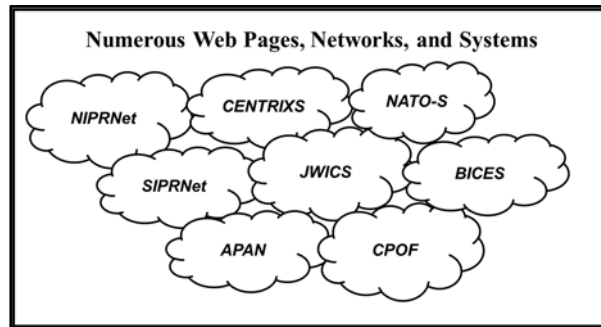 Numerous Web Pages, Networks, and Systems
NIPRNet
CENTRIXS
NATO-S
SIPRNet
JWICS
BICES
APAN
CPOF